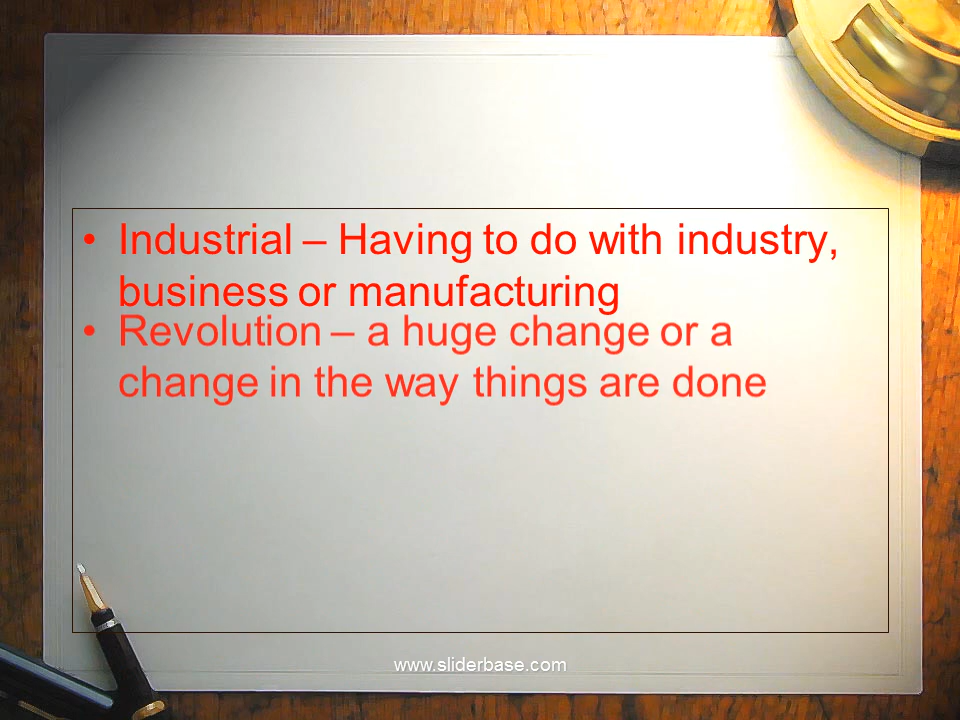 • Industrial – Having to do with industry,
business or manufacturing
• Revolution – a huge change or a
change in the way things are done
www.sliderbase.com